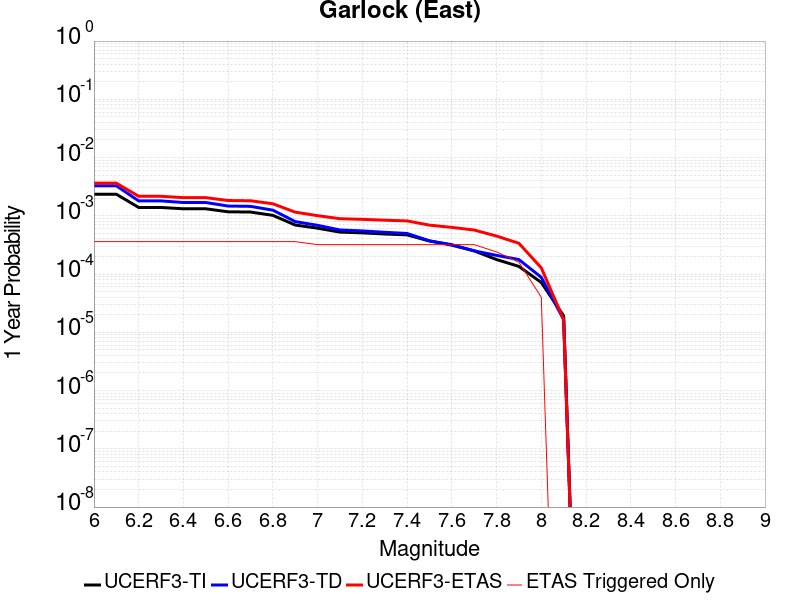 Garlock (East)
10^0
10^-1
10^-2
10^-3
10^-4
10^-5
10^-6
10^-7
10^-8
1 Year Probability
6 6.2 6.4 6.6 6.8 7 7.2 7.4 7.6 7.8 8 8.2 8.4 8.6 8.8 9
Magnitude
UCERF3-TI UCERF3-TD UCERF3-ETAS ETAS Triggered Only